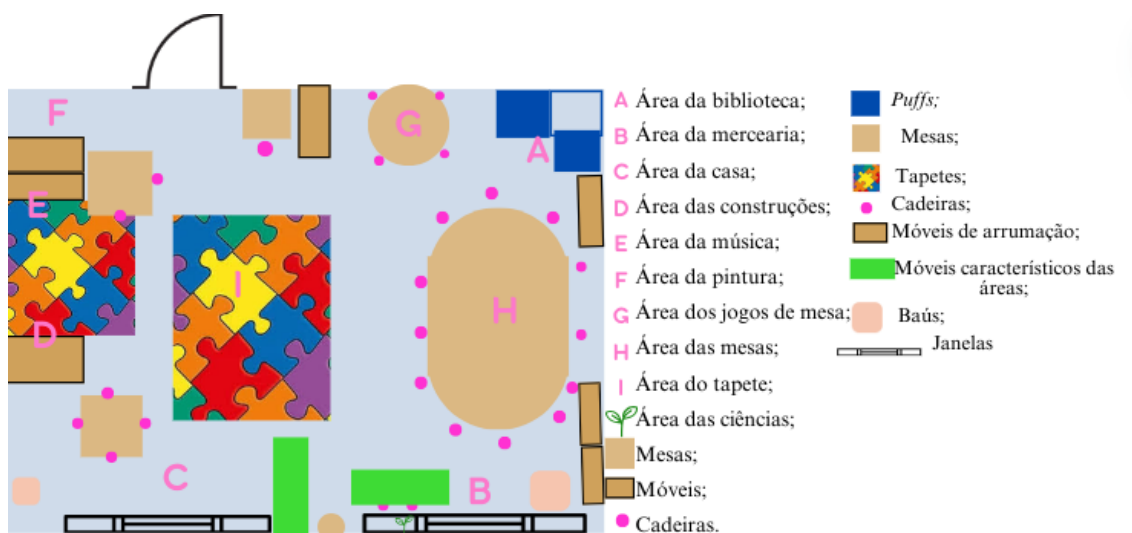 F
G
A
E
I
H
D
C
B
A Área da biblioteca;
B Área da mercearia;
C Área da casa;
D Área das construções;
E Área da música;
F Área da pintura;
G Área dos jogos de mesa;
H Área das mesas;
I Área do tapete;
Área das ciências;
Mesas;
Móveis;
Cadeiras.
Puffs;
Mesas;
Tapetes;
Cadeiras;
Móveis de arrumação;
Móveis característicos das
áreas;
Baús;
Janelas